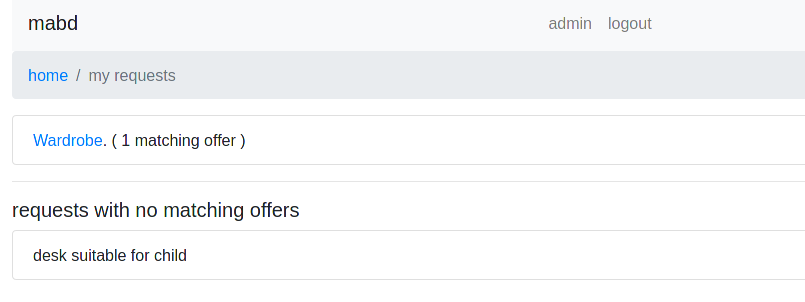 mabd admin logout
home / my requests
Wardrobe. ( 1 matching offer )
requests with no matching offers
desk suitable for child